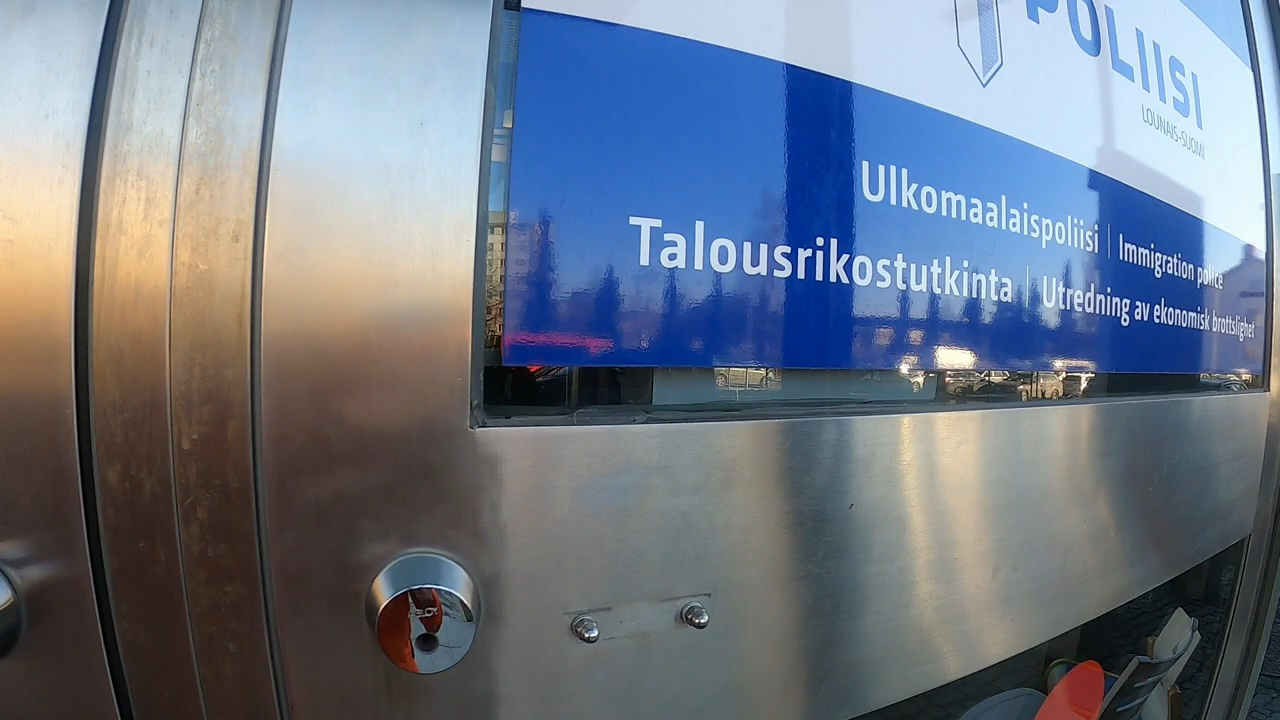 POLIISI
LOUNAIS-SUOMI
Ulkomaalaispoliisi | Immigration police
Talousrikostutkinta | Utredning av ekonomisk brottslighet